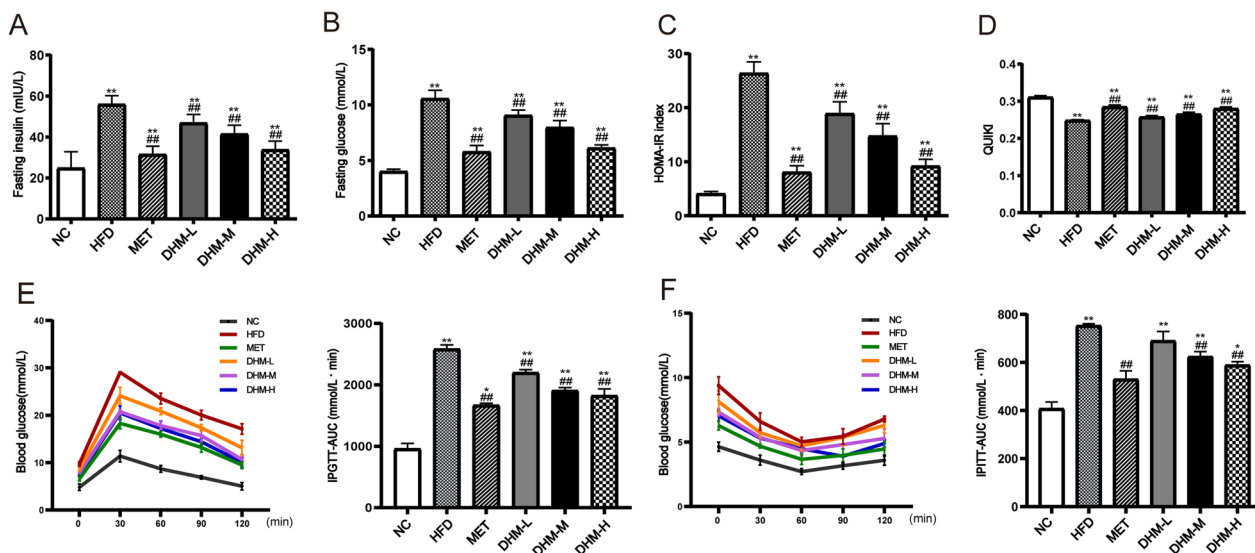 A
Fasting insulin (mIU/L)
80
60
40
20
0
**
** ##
** ##
** ##
** ##
NC HFD MET DHM-L DHM-M DHM-H
B
Fasting glucose (mmol/L)
15
10
5
0
**
** ##
** ##
** ##
** ##
NC HFD MET DHM-L DHM-M DHM-H
C
HOMA-IR index
30
20
10
0
**
** ##
** ##
** ##
** ##
NC HFD MET DHM-L DHM-M DHM-H
D
QUIKI
0.4
0.3
0.2
0.1
0.0
**
** ##
** ##
** ##
** ##
NC HFD MET DHM-L DHM-M DHM-H
E
Blood glucose(mmol/L)
40
30
20
10
0
0 30 60 90 120 (min)
NC
HFD
MET
DHM-L
DHM-M
DHM-H
IPGTT-AUC (mmol/L · min)
3000
2000
1000
0
**
* ##
** ##
** ##
** ##
NC HFD MET DHM-L DHM-M DHM-H
F
Blood glucose(mmol/L)
15
10
5
0
0 30 60 90 120 (min)
NC
HFD
MET
DHM-L
DHM-M
DHM-H
IPITT-AUC (mmol/L · min)
800
600
400
200
0
**
##
**
** ##
* ##
NC HFD MET DHM-L DHM-M DHM-H